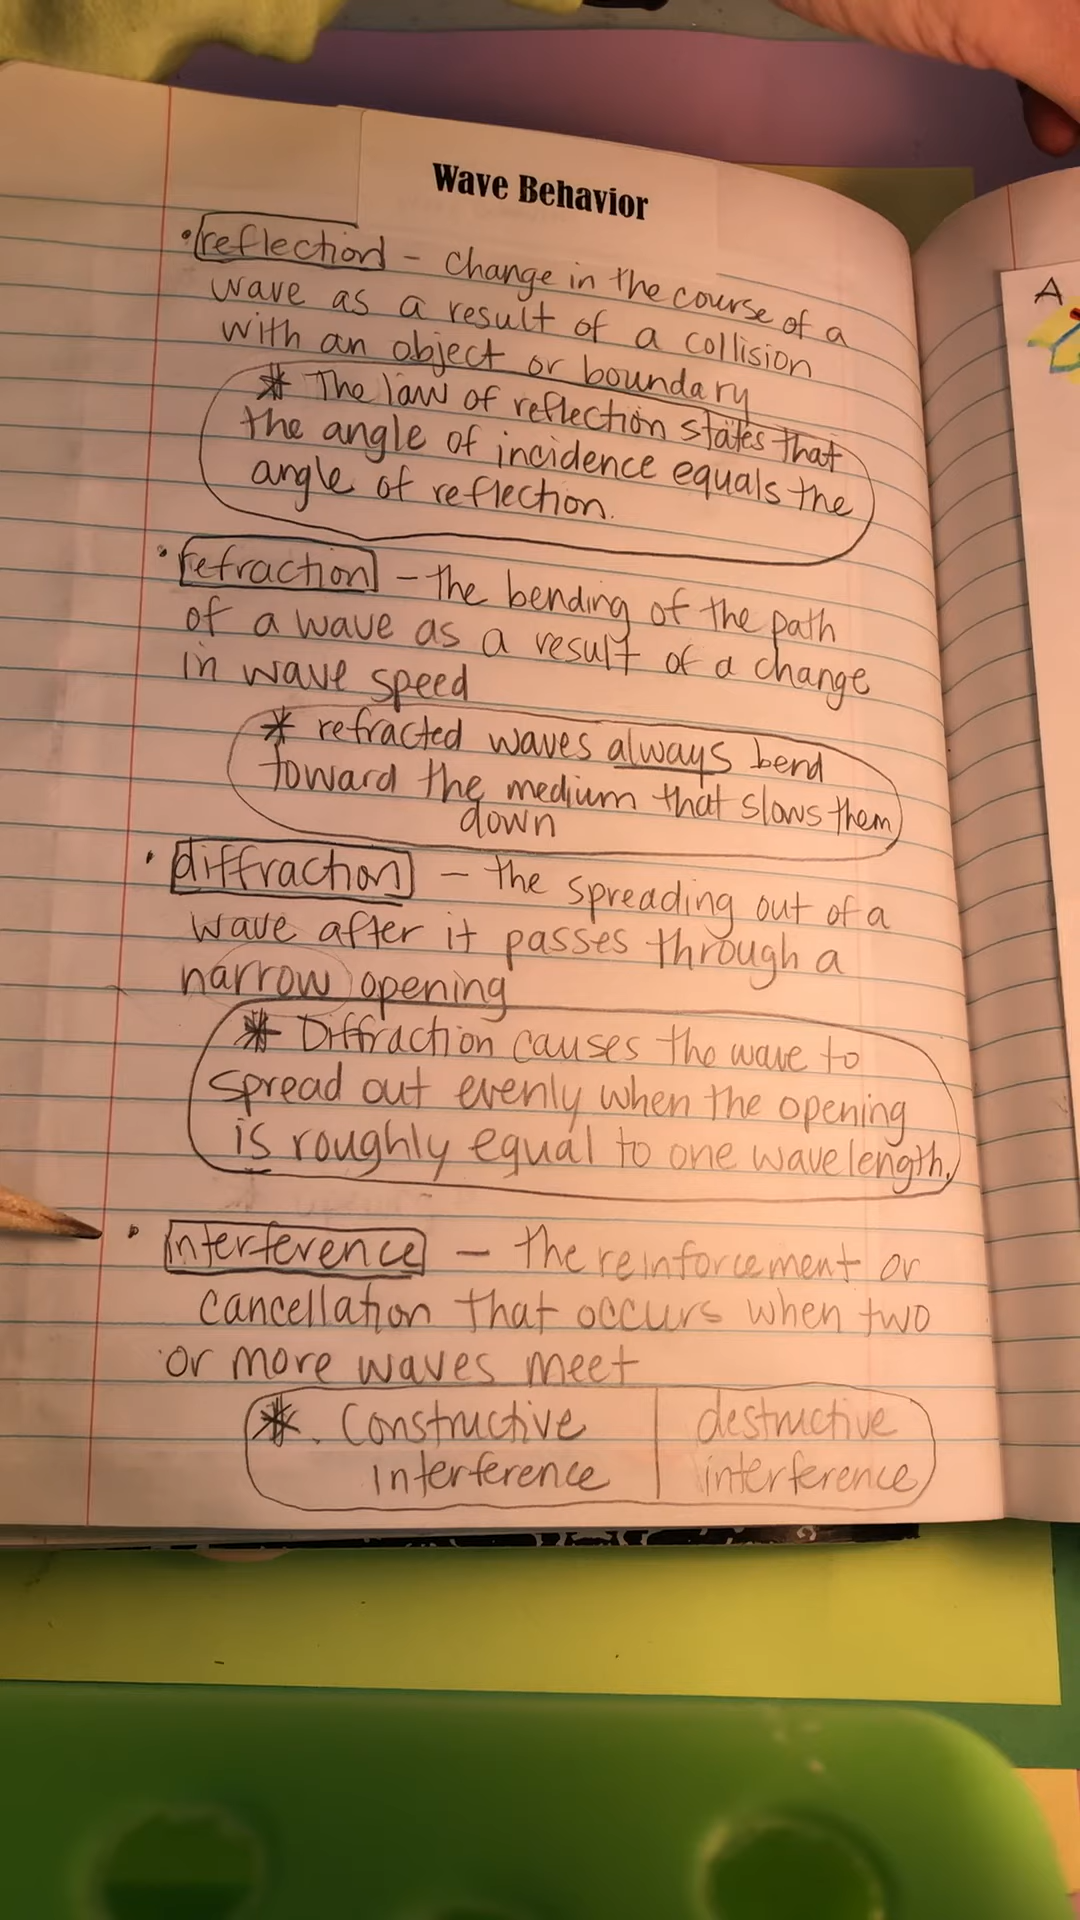 Wave Behavior
• reflection - change in the course of a
wave as a result of a collision
with an object or boundary
* The law of reflection states that
the angle of incidence equals the
angle of reflection.
• refraction - the bending of the path
of a wave as a result of a change
in wave speed
* refracted waves always bend
toward the medium that slows them
down
• diffraction - the spreading out of a
wave after it passes through a
narrow opening
* Diffraction causes the wave to
spread out evenly when the opening
is roughly equal to one wavelength.
• interference - the reinforcement or
cancellation that occurs when two
or more waves meet
* Constructive | destructive
interference | interference
A